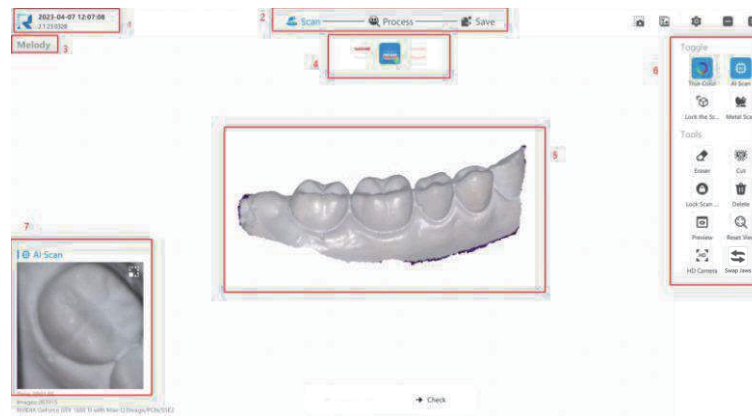 2023-04-07 12:07:08
1
2
Scan
Process
Save
Melody
3
4
5
6
Toggle
True Color
AI Scan
Lock the Sc...
Metal Sca
Tools
Eraser
Cut
Lock Scan ...
Delete
Preview
Reset View
HD
HD Camera
Swap Jaws
7
AI Scan
→ Check